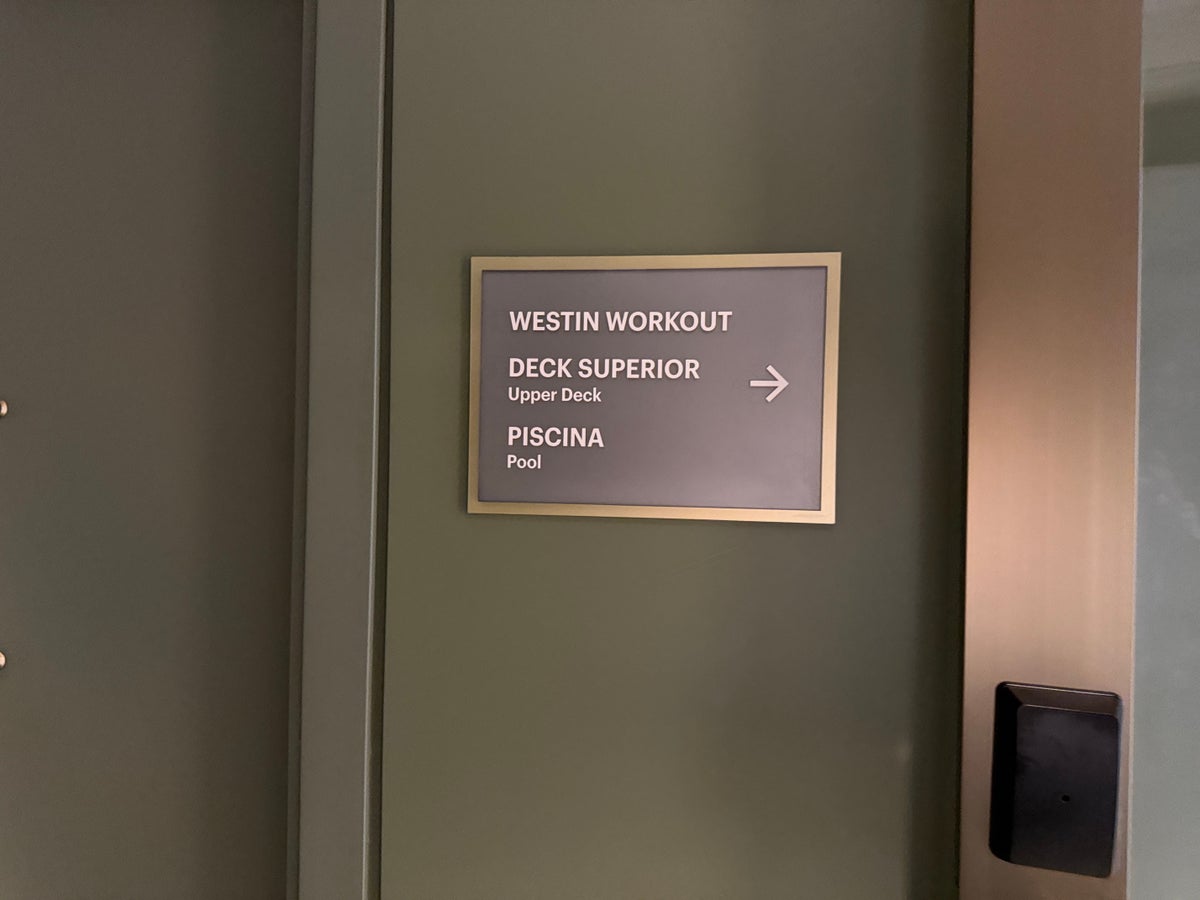 WESTIN WORKOUT
DECK SUPERIOR
Upper Deck
PISCINA
Pool